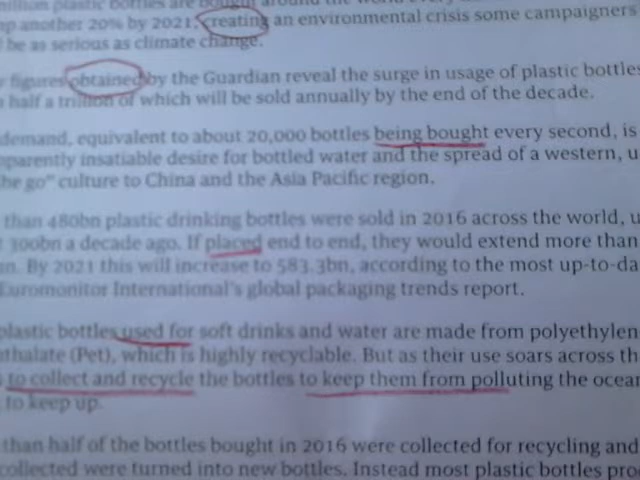 million plastic bottles are bought around the world every
up another 20% by 2021, creating an environmental crisis some campaigners
be as serious as climate change.
figures obtained by the Guardian reveal the surge in usage of plastic bottles
half a trillion of which will be sold annually by the end of the decade.
demand, equivalent to about 20,000 bottles being bought every second, is
pparently insatiable desire for bottled water and the spread of a western, u
he go" culture to China and the Asia Pacific region.
than 480bn plastic drinking bottles were sold in 2016 across the world, u
300bn a decade ago. If placed end to end, they would extend more than
n. By 2021 this will increase to 583.3bn, according to the most up-to-da
Euromonitor International's global packaging trends report.
plastic bottles used for soft drinks and water are made from polyethylen
nthalate (Pet), which is highly recyclable. But as their use soars across th
to collect and recycle the bottles to keep them from polluting the ocean
to keep up.
than half of the bottles bought in 2016 were collected for recycling and
collected were turned into new bottles. Instead most plastic bottles pro